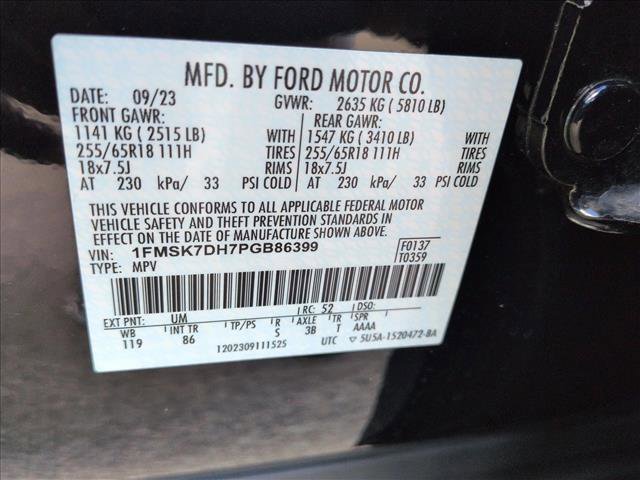 MFD. BY FORD MOTOR CO.
DATE: 09/23 GVWR: 2635 KG ( 5810 LB)
FRONT GAWR: REAR GAWR:
1141 KG ( 2515 LB) WITH 1547 KG ( 3410 LB) WITH
255/65R18 111H TIRES 255/65R18 111H TIRES
18x7.5J RIMS 18x7.5J RIMS
AT 230 kPa/ 33 PSI COLD AT 230 kPa/ 33 PSI COLD
THIS VEHICLE CONFORMS TO ALL APPLICABLE FEDERAL MOTOR
VEHICLE SAFETY AND THEFT PREVENTION STANDARDS IN
EFFECT ON THE DATE OF MANUFACTURE SHOWN ABOVE.
VIN: 1FMSK7DH7PGB86399 F0137
TYPE: MPV T0359
EXT PNT: UM RC: 52 DSO:
WB INT TR TP/PS R AXLE TR SPR
119 86 S 3B T AAAA
1202309111525 UTC ▽ 5U5A-1520472-BA